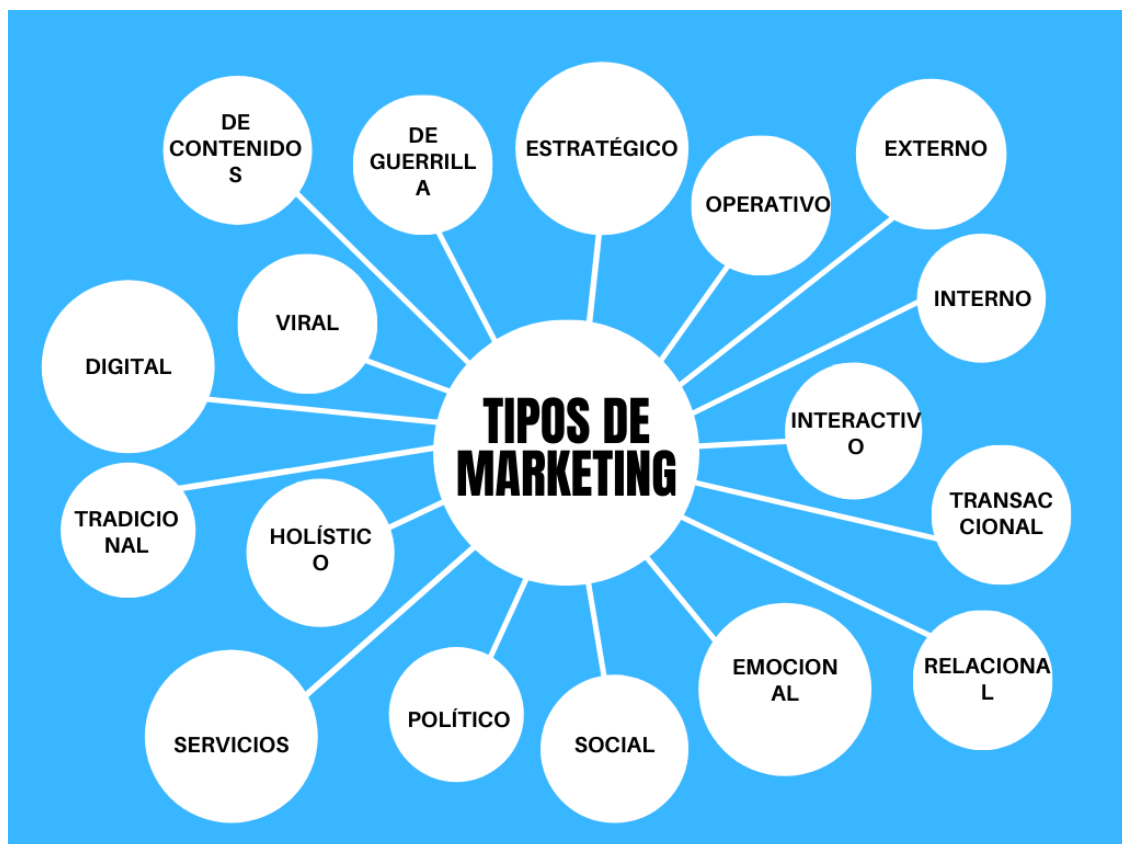 DE
CONTENIDO
S
DE
GUERRILL
A
ESTRATÉGICO
OPERATIVO
EXTERNO
INTERNO
VIRAL
DIGITAL
TIPOS DE
MARKETING
INTERACTIV
O
TRANSAC
CIONAL
TRADICIO
NAL
HOLÍSTIC
O
EMOCION
AL
RELACIONA
L
SERVICIOS
POLÍTICO
SOCIAL